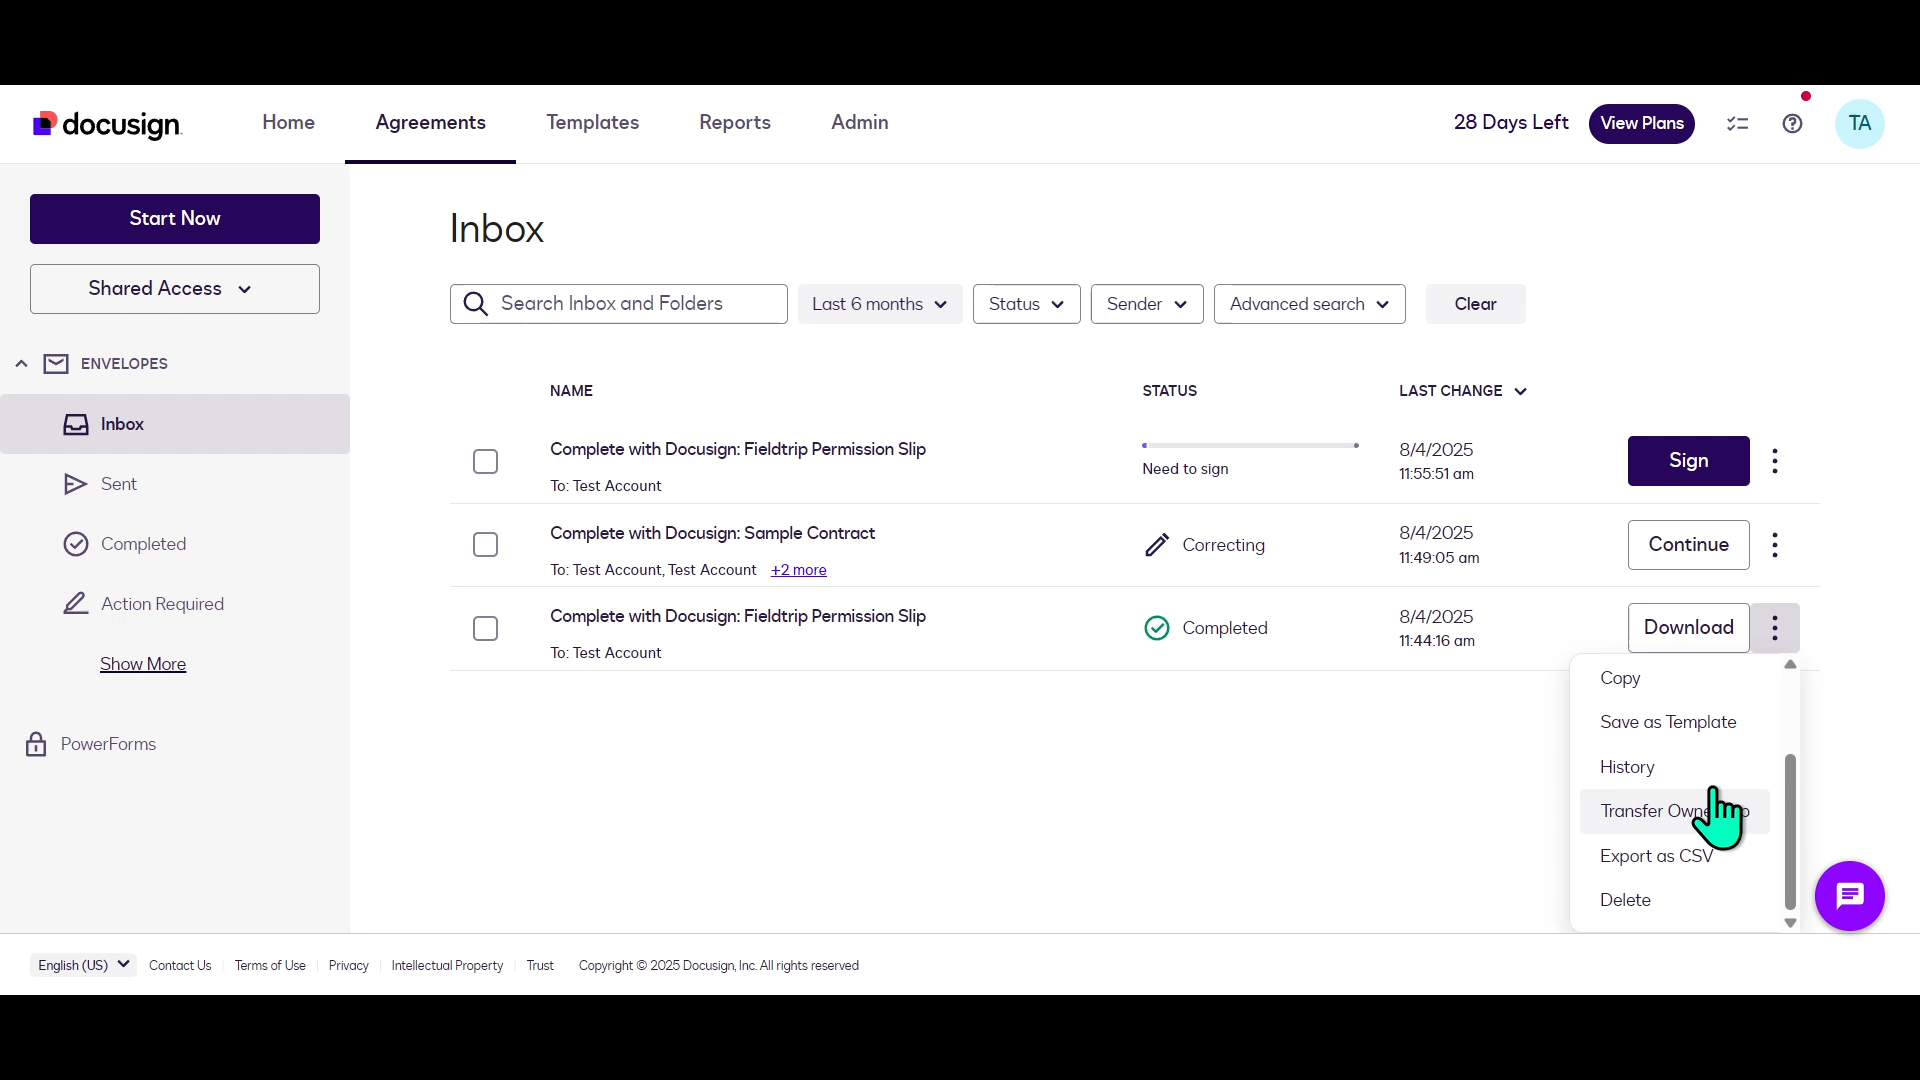 docusign
Home
Agreements
Templates
Reports
Admin
28 Days Left
View Plans
TA
Start Now
Shared Access
ENVELOPES
Inbox
Sent
Completed
Action Required
Show More
PowerForms
Inbox
Search Inbox and Folders
Last 6 months
Status
Sender
Advanced search
Clear
NAME
STATUS
LAST CHANGE
Complete with Docusign: Fieldtrip Permission Slip
To: Test Account
Need to sign
8/4/2025
11:55:51 am
Sign
Complete with Docusign: Sample Contract
To: Test Account, Test Account +2 more
Correcting
8/4/2025
11:49:05 am
Continue
Complete with Docusign: Fieldtrip Permission Slip
To: Test Account
Completed
8/4/2025
11:44:16 am
Download
Copy
Save as Template
History
Transfer
Export as CSV
Delete
English (US)
Contact Us
Terms of Use
Privacy
Intellectual Property
Trust
Copyright © 2025 Docusign, Inc. All rights reserved